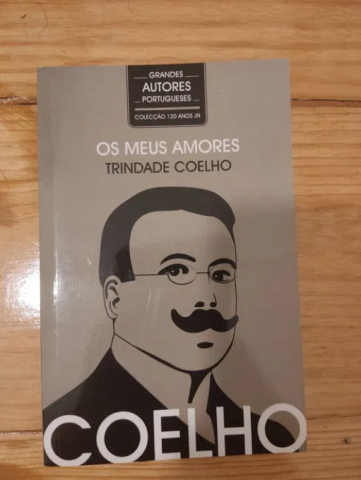 GRANDES
AUTORES
PORTUGUESES
COLECÇÃO 120 ANOS JN
OS MEUS AMORES
TRINDADE COELHO
COELHO